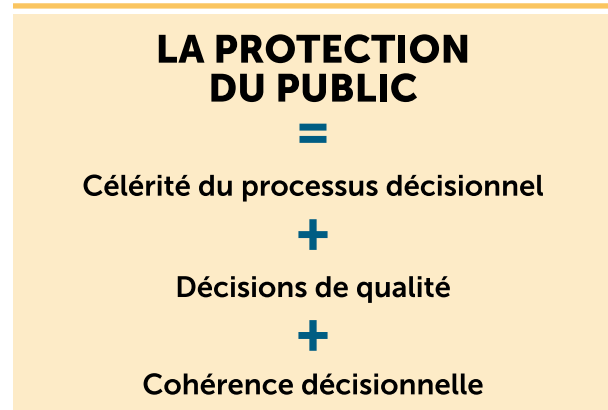 LA PROTECTION
DU PUBLIC
=
Célérité du processus décisionnel
+
Décisions de qualité
+
Cohérence décisionnelle